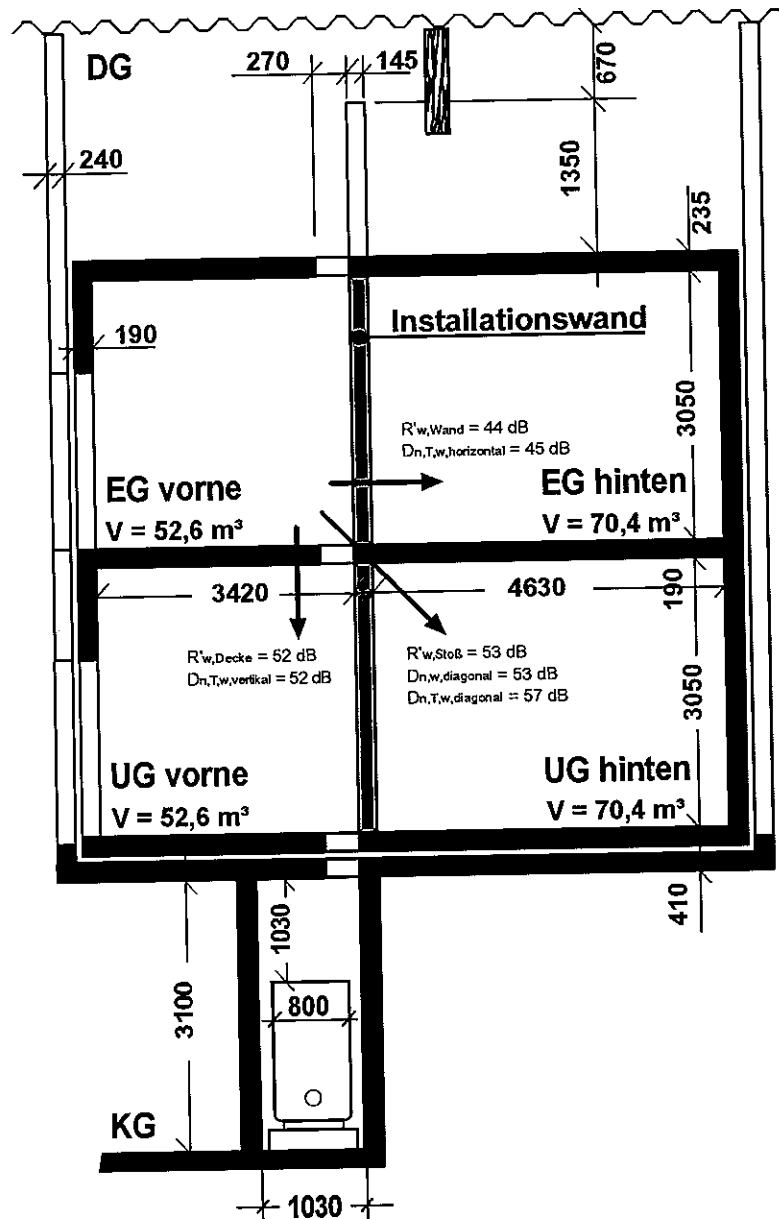 DG
270
145
670
240
1350
235
190
Installationswand
3050
R'w,Wand = 44 dB
Dn,T,w,horizontal = 45 dB
EG vorne
V = 52,6 m³
EG hinten
V = 70,4 m³
3420
4630
190
R'w,Decke = 52 dB
Dn,T,w,vertikal = 52 dB
R'w,Stoß = 53 dB
Dn,w,diagonal = 53 dB
Dn,T,w,diagonal = 57 dB
3050
UG vorne
V = 52,6 m³
UG hinten
V = 70,4 m³
410
1030
3100
800
KG
1030